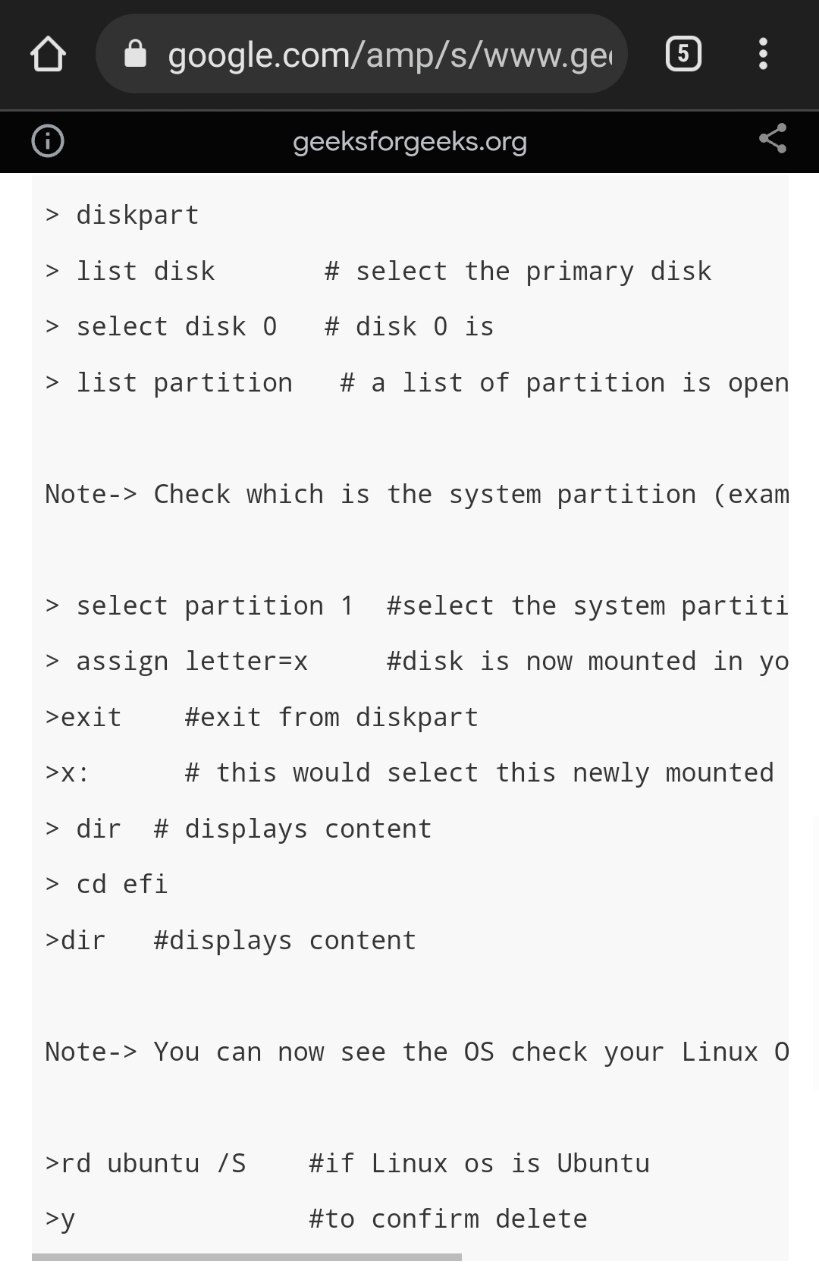 google.com/amp/s/www.gee
5
geeksforgeeks.org
> diskpart
> list disk       # select the primary disk
> select disk 0   # disk 0 is
> list partition   # a list of partition is open
Note-> Check which is the system partition (exam
> select partition 1  #select the system partiti
> assign letter=x     #disk is now mounted in yo
>exit    #exit from diskpart
>x:      # this would select this newly mounted
> dir  # displays content
> cd efi
>dir   #displays content
Note-> You can now see the OS check your Linux O
>rd ubuntu /S    #if Linux os is Ubuntu
>y               #to confirm delete